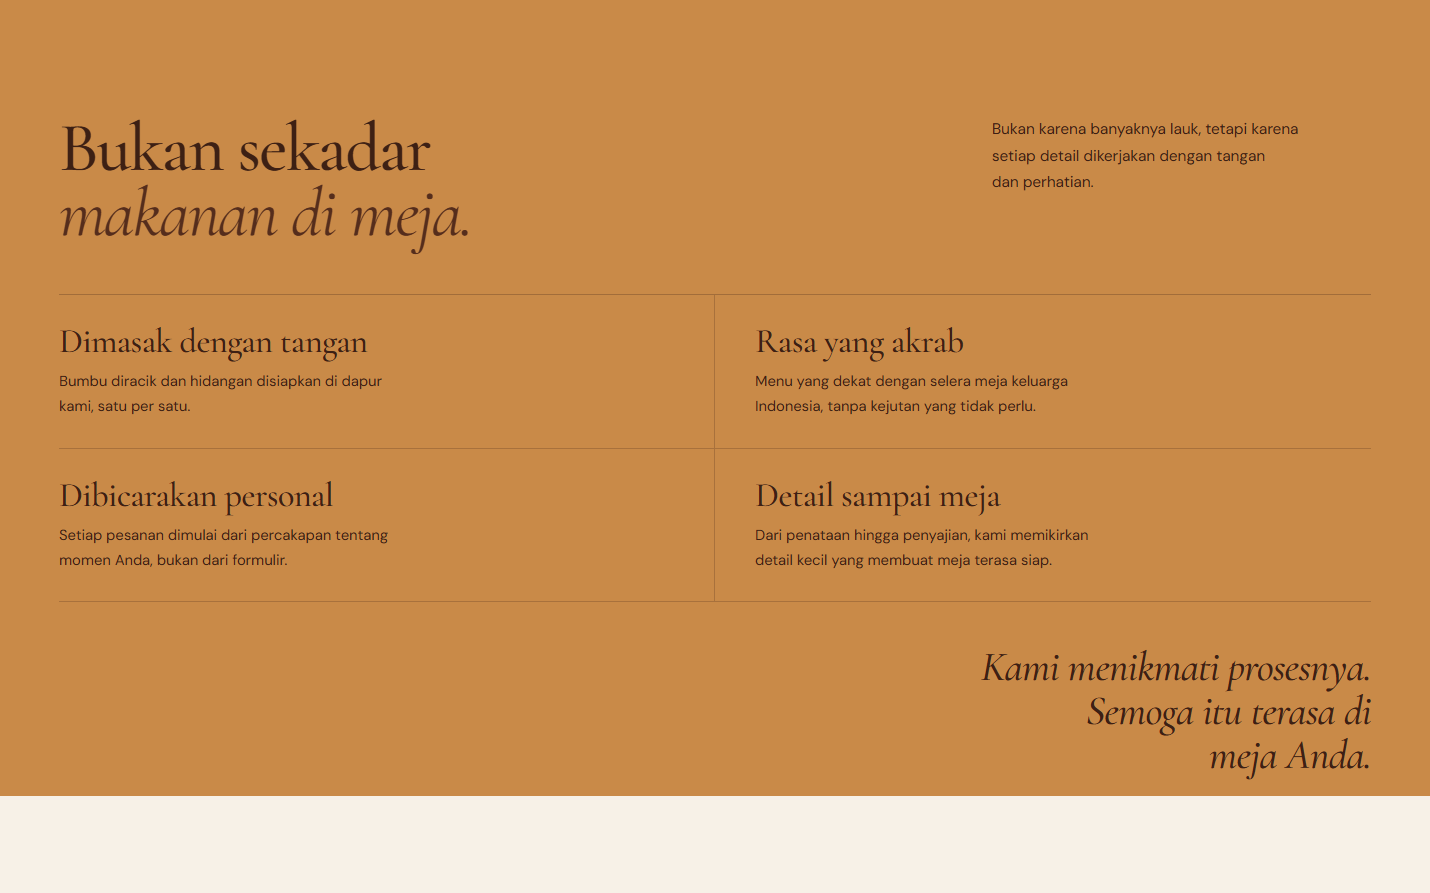 Bukan sekadar
makanan di meja.
Bukan karena banyaknya lauk, tetapi karena
setiap detail dikerjakan dengan tangan
dan perhatian.
Dimasak dengan tangan
Bumbu diracik dan hidangan disiapkan di dapur
kami, satu per satu.
Rasa yang akrab
Menu yang dekat dengan selera meja keluarga
Indonesia, tanpa kejutan yang tidak perlu.
Dibicarakan personal
Setiap pesanan dimulai dari percakapan tentang
momen Anda, bukan dari formulir.
Detail sampai meja
Dari penataan hingga penyajian, kami memikirkan
detail kecil yang membuat meja terasa siap.
Kami menikmati prosesnya.
Semoga itu terasa di
meja Anda.